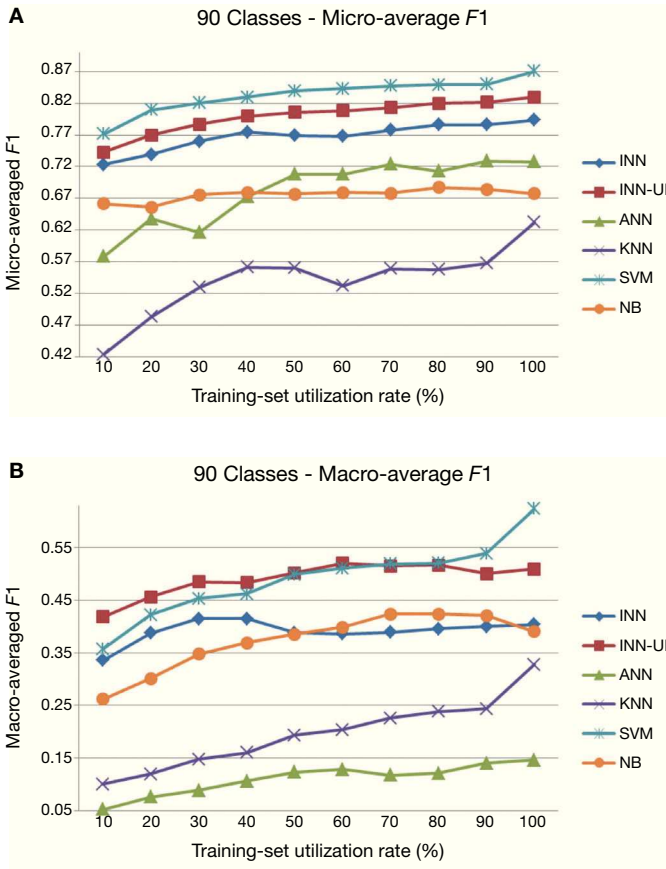 A
90 Classes - Micro-average F1
0.87
0.82
0.77
0.72
0.67
0.62
0.57
0.52
0.47
0.42
Micro-averaged F1
10 20 30 40 50 60 70 80 90 100
Training-set utilization rate (%)
INN
INN-UI
ANN
KNN
SVM
NB
B
90 Classes - Macro-average F1
0.55
0.45
0.35
0.25
0.15
0.05
Macro-averaged F1
10 20 30 40 50 60 70 80 90 100
Training-set utilization rate (%)
INN
INN-UI
ANN
KNN
SVM
NB